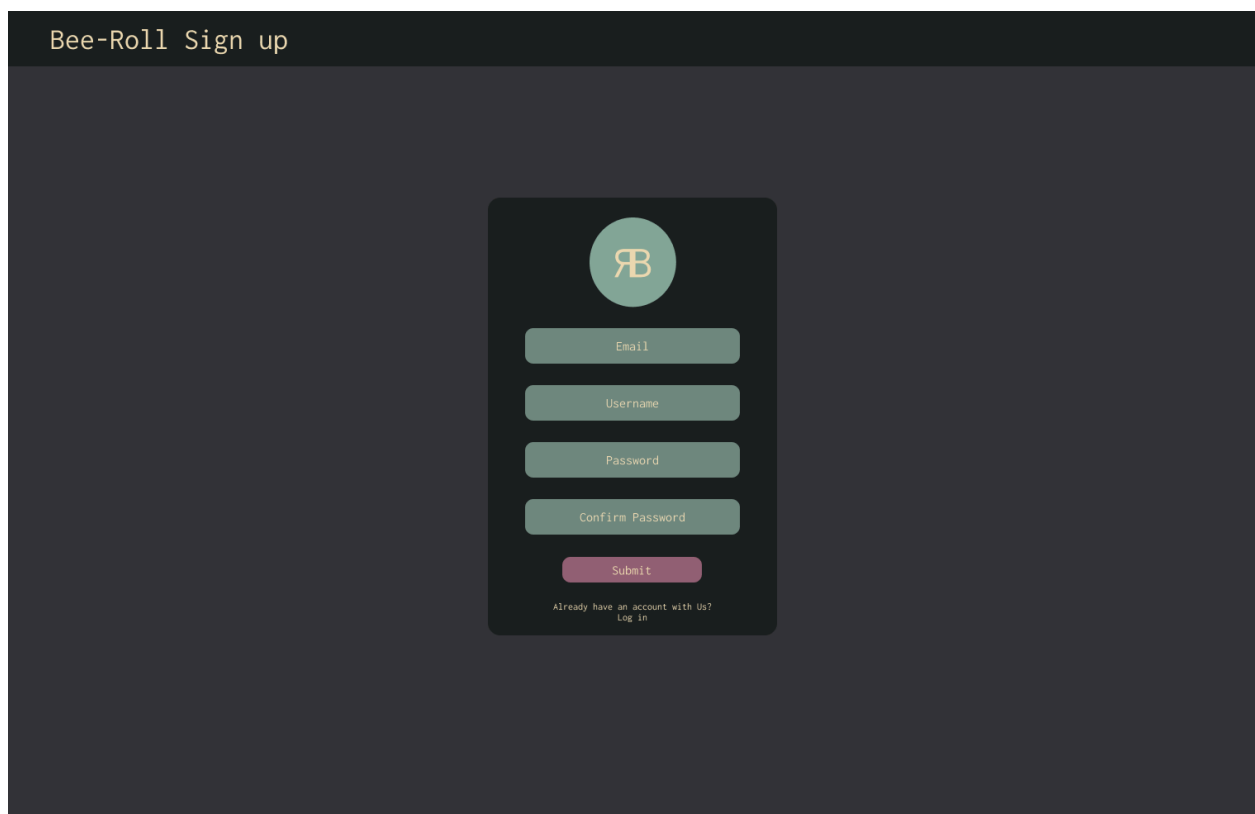 Bee-Roll Sign up
ЯB
Email
Username
Password
Confirm Password
Submit
Already have an account with Us?
Log in